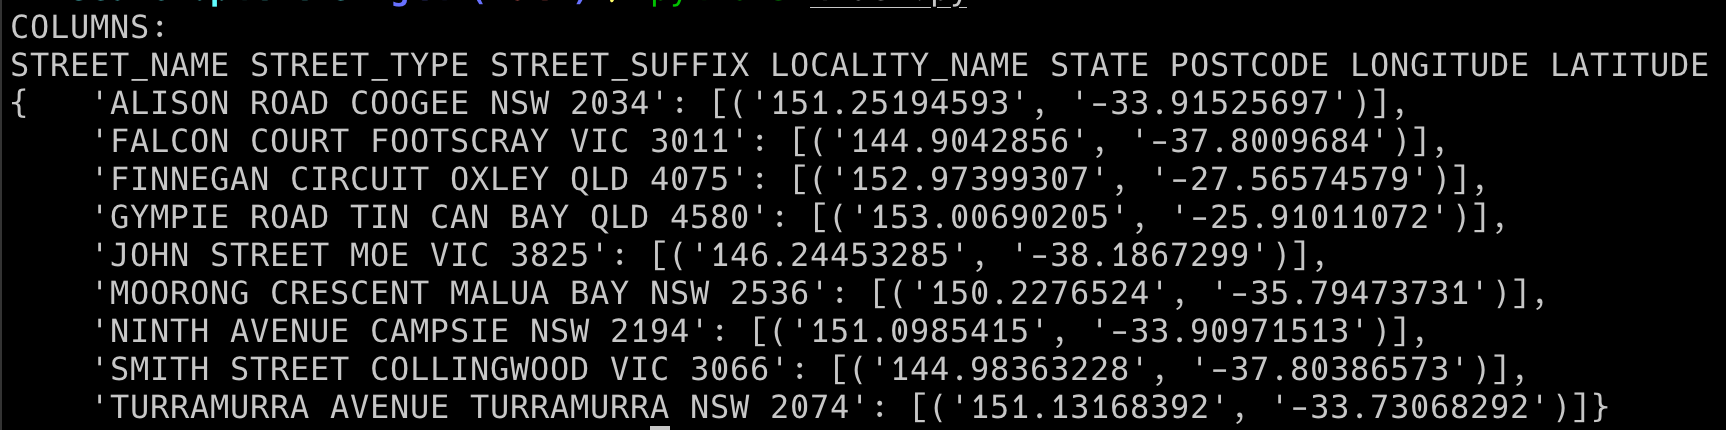 COLUMNS:
STREET_NAME STREET_TYPE STREET_SUFFIX LOCALITY_NAME STATE POSTCODE LONGITUDE LATITUDE
{   'ALISON ROAD COOGEE NSW 2034': [('151.25194593', '-33.91525697')],
    'FALCON COURT FOOTSCRAY VIC 3011': [('144.9042856', '-37.8009684')],
    'FINNEGAN CIRCUIT OXLEY QLD 4075': [('152.97399307', '-27.56574579')],
    'GYMPIE ROAD TIN CAN BAY QLD 4580': [('153.00690205', '-25.91011072')],
    'JOHN STREET MOE VIC 3825': [('146.24453285', '-38.1867299')],
    'MOORONG CRESCENT MALUA BAY NSW 2536': [('150.2276524', '-35.79473731')],
    'NINTH AVENUE CAMPSIE NSW 2194': [('151.0985415', '-33.90971513')],
    'SMITH STREET COLLINGWOOD VIC 3066': [('144.98363228', '-37.80386573')],
    'TURRAMURRA AVENUE TURRAMURRA NSW 2074': [('151.13168392', '-33.73068292')]}